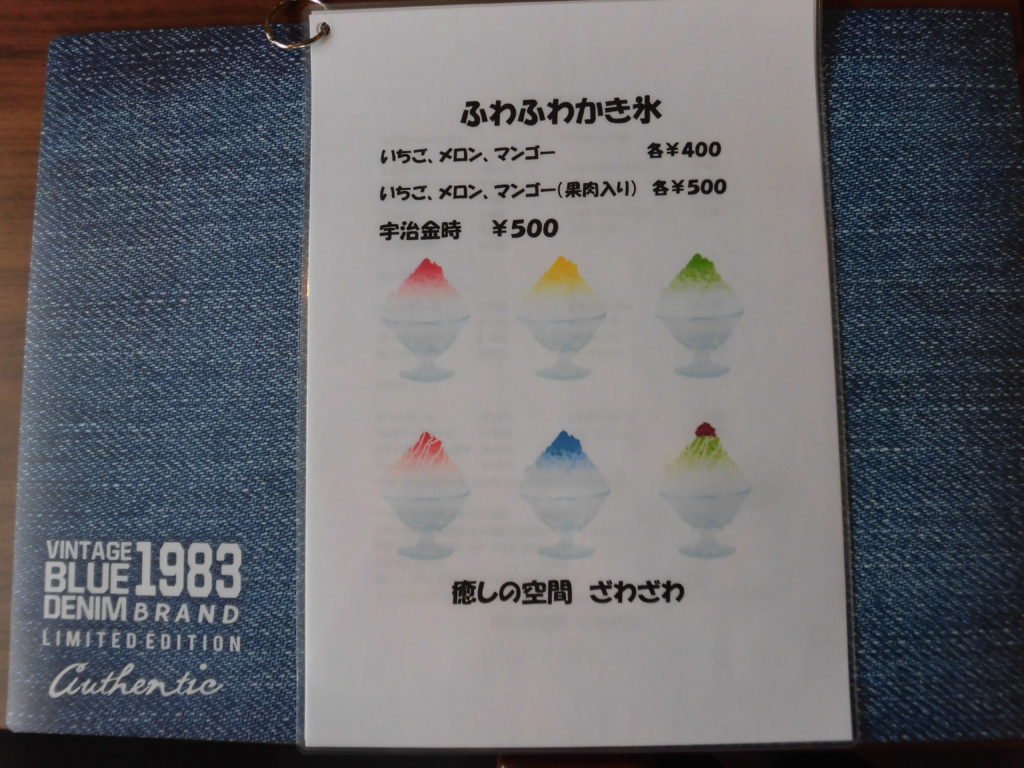 ふわふわかき氷
いちご、メロン、マンゴー 各¥400
いちご、メロン、マンゴー(果肉入り) 各¥500
宇治金時 ¥500
癒しの空間 ざわざわ
VINTAGE 1983
BLUE
DENIM BRAND
LIMITED EDITION
Authentic